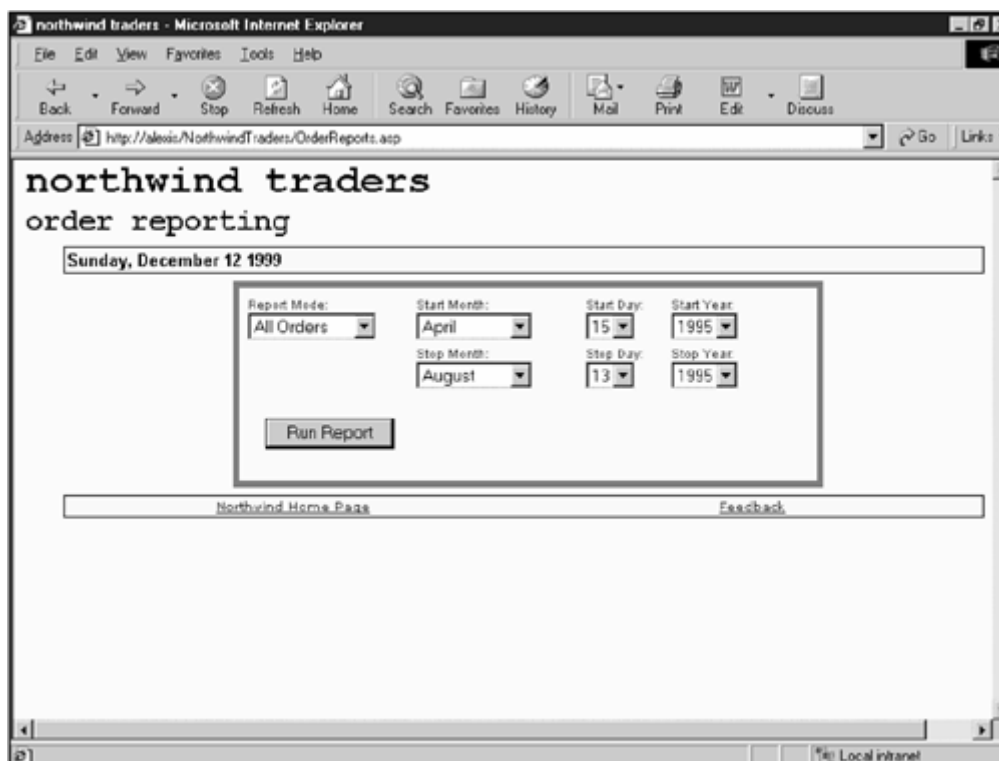 northwind traders - Microsoft Internet Explorer
File Edit View Favorites Tools Help
Back Forward Stop Refresh Home Search Favorites History Mail Print Edit Discuss
Address http://alexis/NorthwindTraders/OrderReports.asp Go Links
northwind traders
order reporting
Sunday, December 12 1999
Report Mode: Start Month: Start Day: Start Year:
All Orders April 15 1995
Stop Month: Stop Day: Stop Year:
August 13 1995
Run Report
Northwind Home Page Feedback
Local intranet